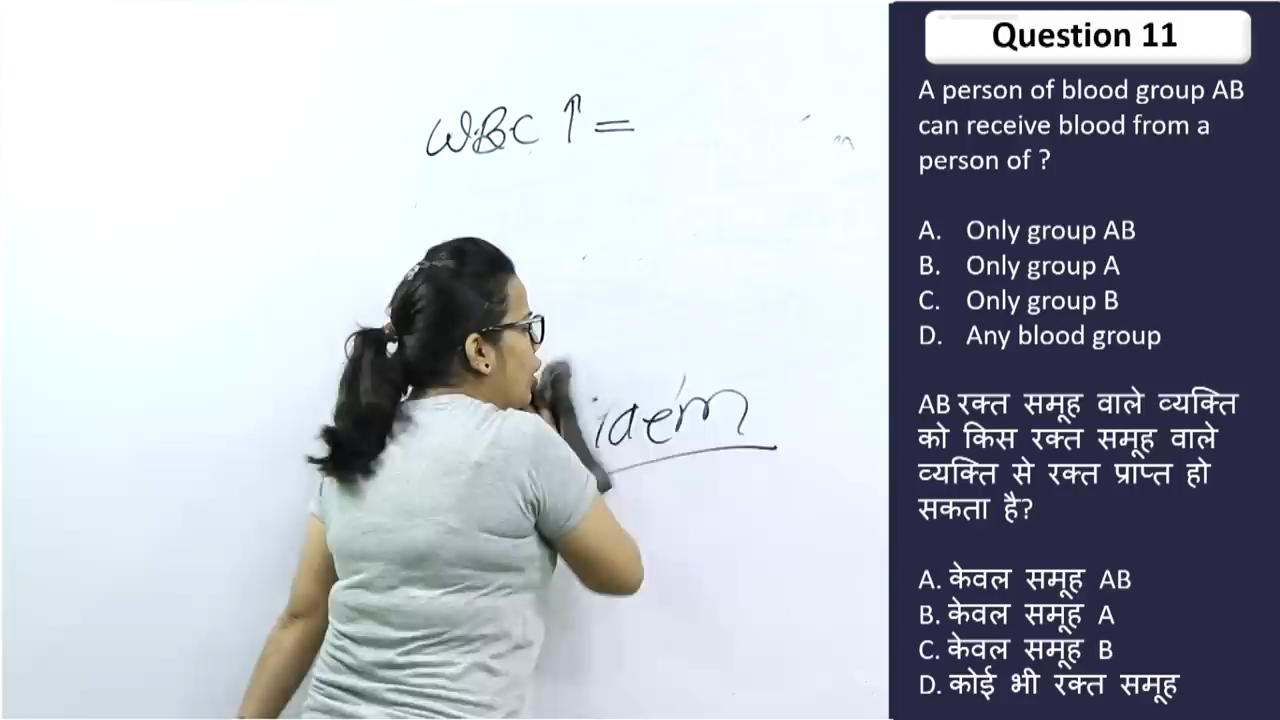 WBC ↑ =
Question 11
A person of blood group AB
can receive blood from a
person of ?
A. Only group AB
B. Only group A
C. Only group B
D. Any blood group
AB रक्त समूह वाले व्यक्ति
को किस रक्त समूह वाले
व्यक्ति से रक्त प्राप्त हो
सकता है?
A. केवल समूह AB
B. केवल समूह A
C. केवल समूह B
D. कोई भी रक्त समूह